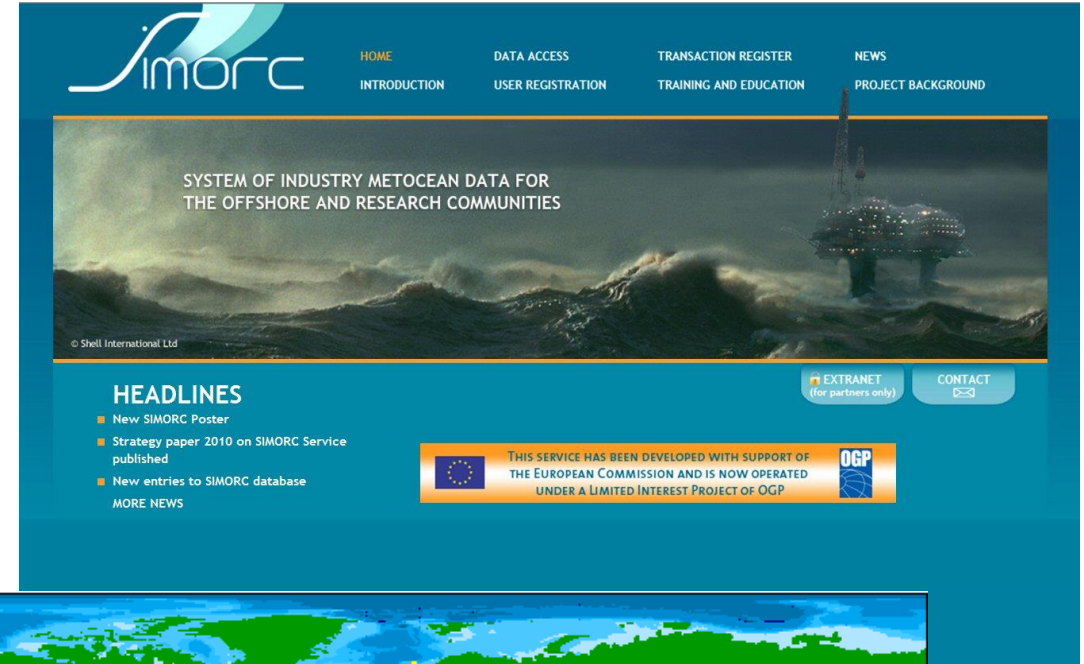 Simorc
HOME DATA ACCESS TRANSACTION REGISTER NEWS
INTRODUCTION USER REGISTRATION TRAINING AND EDUCATION PROJECT BACKGROUND
SYSTEM OF INDUSTRY METOCEAN DATA FOR
THE OFFSHORE AND RESEARCH COMMUNITIES
© Shell International Ltd
EXTRANET
(for partners only)
CONTACT
HEADLINES
New SIMORC Poster
Strategy paper 2010 on SIMORC Service
published
New entries to SIMORC database
MORE NEWS
THIS SERVICE HAS BEEN DEVELOPED WITH SUPPORT OF
THE EUROPEAN COMMISSION AND IS NOW OPERATED
UNDER A LIMITED INTEREST PROJECT OF OGP
OGP